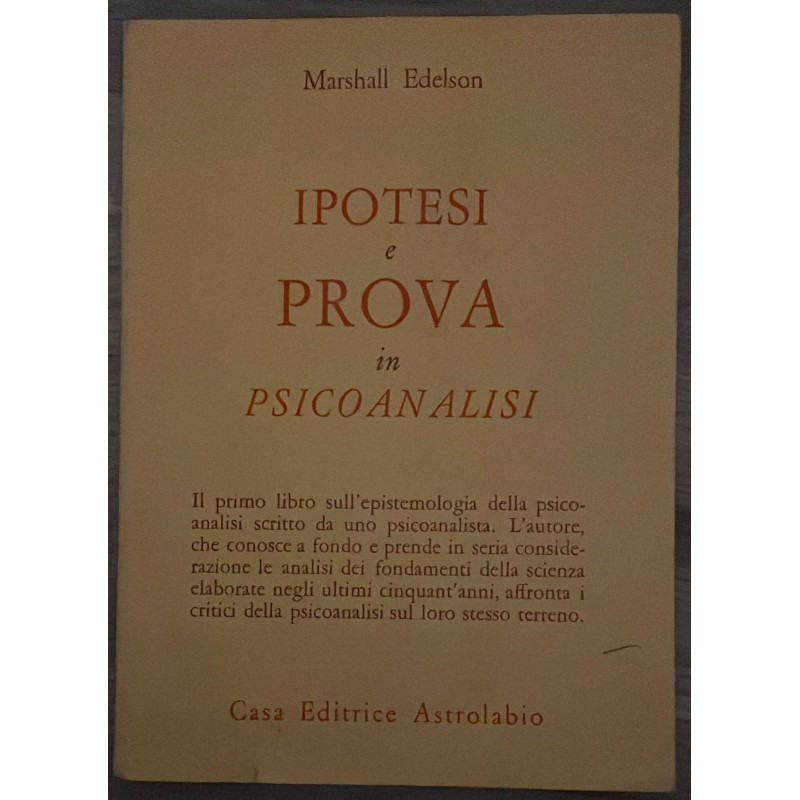 Marshall Edelson
IPOTESI
e
PROVA
in
PSICOANALISI
Il primo libro sull'epistemologia della psico-
analisi scritto da uno psicoanalista. L'autore,
che conosce a fondo e prende in seria conside-
razione le analisi dei fondamenti della scienza
elaborate negli ultimi cinquant'anni, affronta i
critici della psicoanalisi sul loro stesso terreno.
Casa Editrice Astrolabio